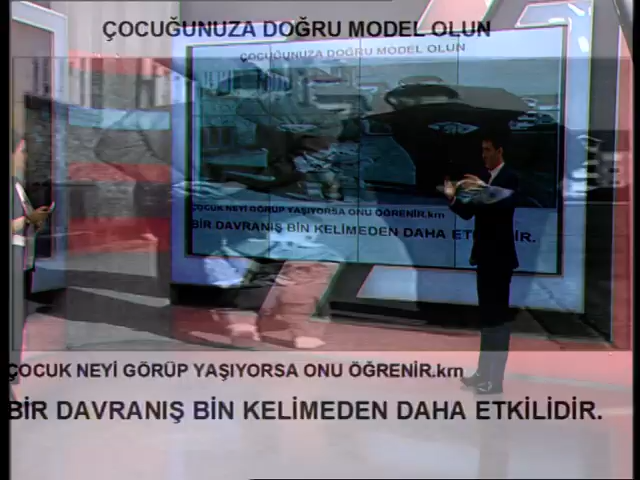 ÇOCUĞUNUZA DOĞRU MODEL OLUN
ÇOCUĞUNUZA DOĞRU MODEL OLUN
ÇOCUK NEYİ GÖRÜP YAŞIYORSA ONU ÖĞRENİR.km
BİR DAVRANIŞ BİN KELİMEDEN DAHA ETKİLİDİR.
ÇOCUK NEYİ GÖRÜP YAŞIYORSA ONU ÖĞRENİR.km
BİR DAVRANIŞ BİN KELİMEDEN DAHA ETKİLİDİR.